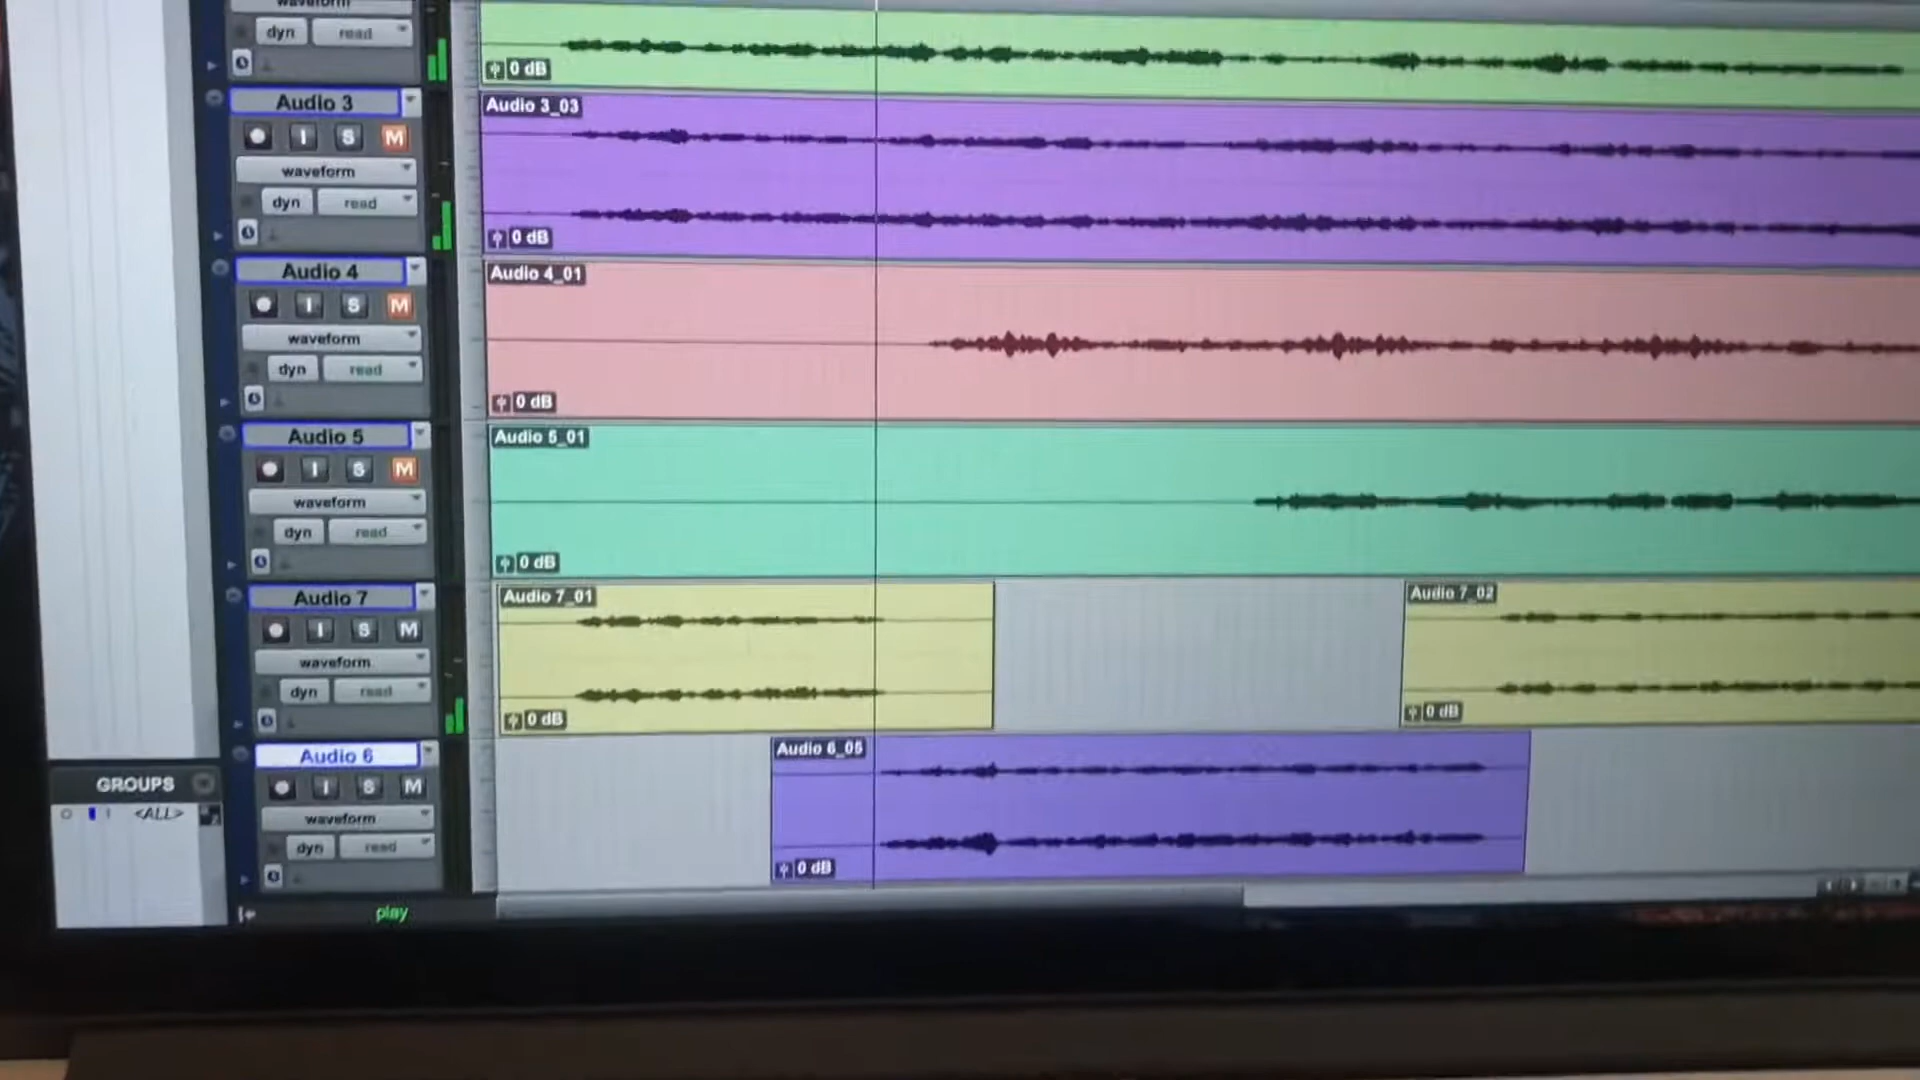 waveform
dyn read
0 dB
Audio 3
Audio 3_03
I S M
waveform
dyn read
0 dB
Audio 4
Audio 4_01
I S M
waveform
dyn read
0 dB
Audio 5
Audio 5_01
I S M
waveform
dyn read
0 dB
Audio 7
Audio 7_01
Audio 7_02
I S M
waveform
dyn read
0 dB
0 dB
Audio 6
Audio 6_05
I S M
waveform
dyn read
0 dB
GROUPS
<ALL>
play